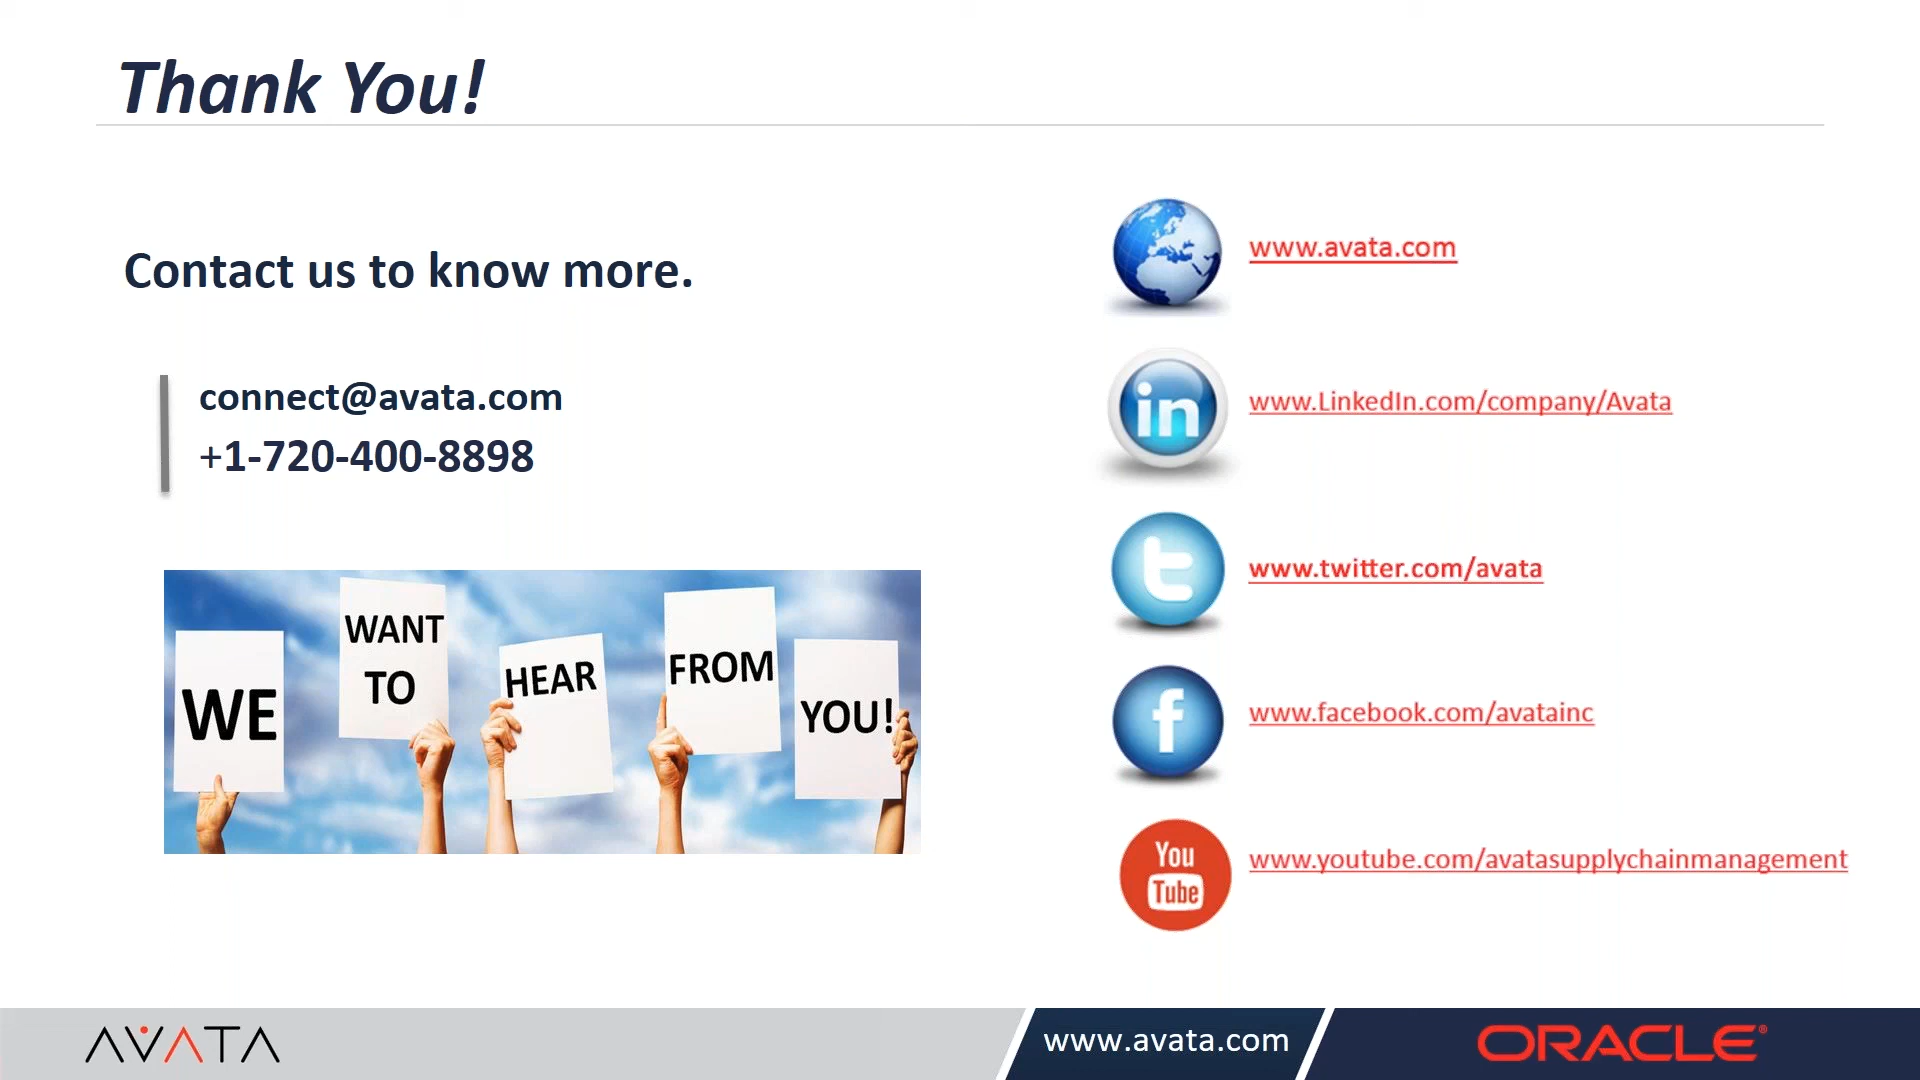 Thank You!
Contact us to know more.
connect@avata.com
+1-720-400-8898
WE
WANT
TO
HEAR
FROM
YOU!
www.avata.com
in
www.LinkedIn.com/company/Avata
t
www.twitter.com/avata
f
www.facebook.com/avatainc
You
Tube
www.youtube.com/avatasupplychainmanagement
AVATA
www.avata.com
ORACLE®